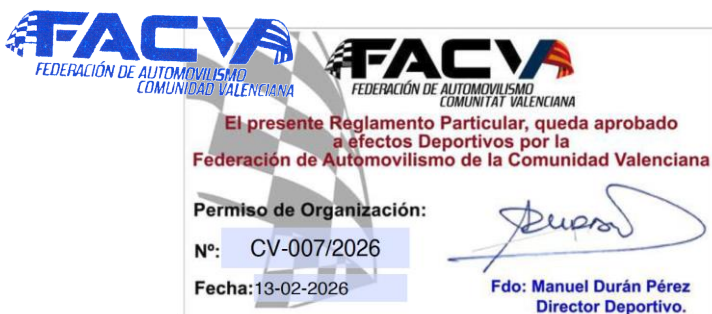 FACV
FEDERACIÓN DE AUTOMOVILISMO
COMUNIDAD VALENCIANA
FACV
FEDERACIÓN DE AUTOMOVILISMO
COMUNITAT VALENCIANA
El presente Reglamento Particular, queda aprobado
a efectos Deportivos por la
Federación de Automovilismo de la Comunidad Valenciana
Permiso de Organización:
Nº: CV-007/2026
Fecha: 13-02-2026
Fdo: Manuel Durán Pérez
Director Deportivo.